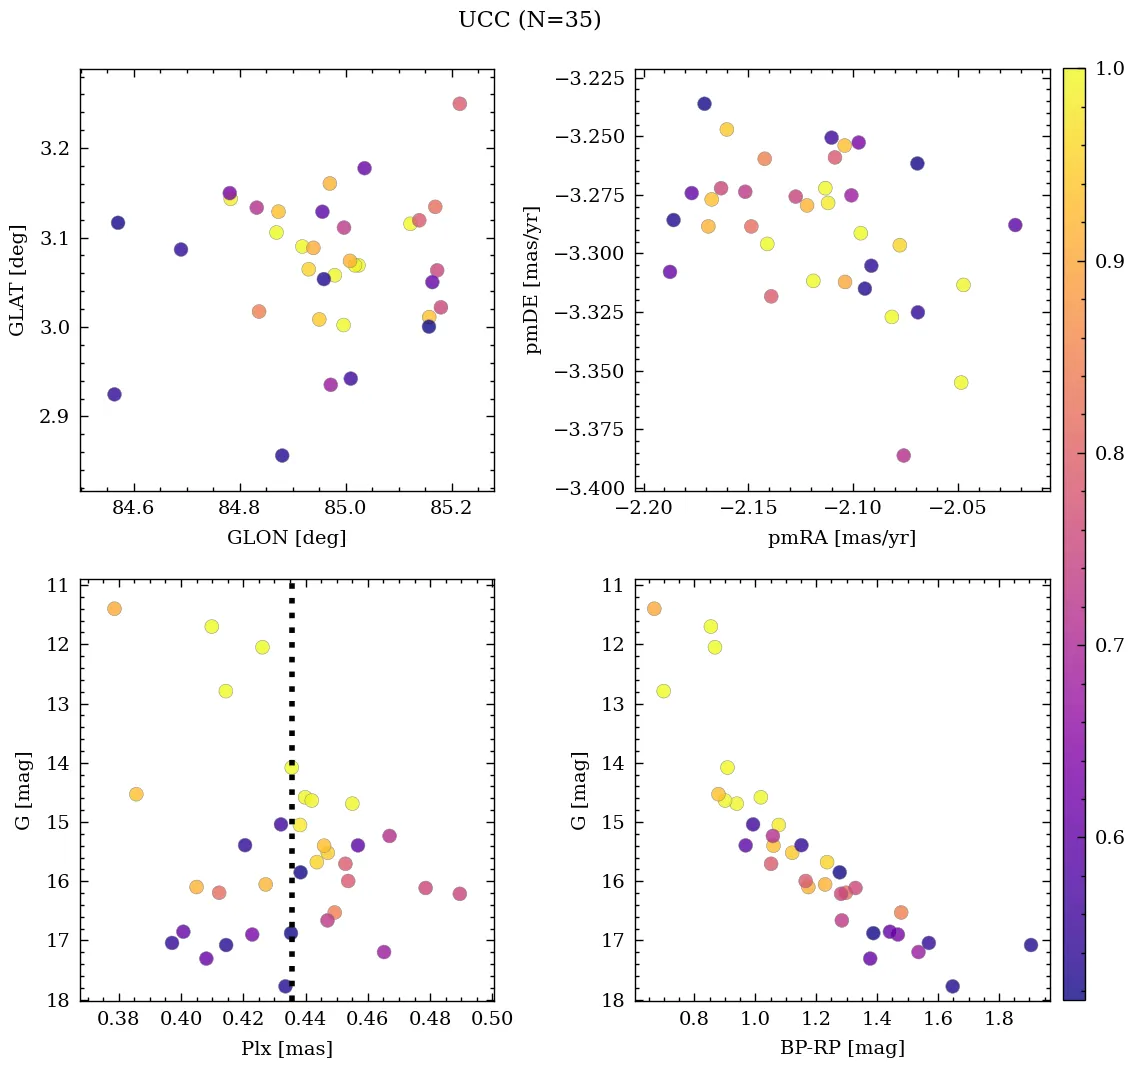 UCC (N=35)
3.2
3.1
3.0
2.9
GLAT [deg]
84.6 84.8 85.0 85.2
GLON [deg]
−3.225
−3.250
−3.275
−3.300
−3.325
−3.350
−3.375
−3.400
pmDE [mas/yr]
−2.20 −2.15 −2.10 −2.05
pmRA [mas/yr]
11
12
13
14
15
16
17
18
G [mag]
0.38 0.40 0.42 0.44 0.46 0.48 0.50
Plx [mas]
11
12
13
14
15
16
17
18
G [mag]
0.8 1.0 1.2 1.4 1.6 1.8
BP-RP [mag]
1.0
0.9
0.8
0.7
0.6